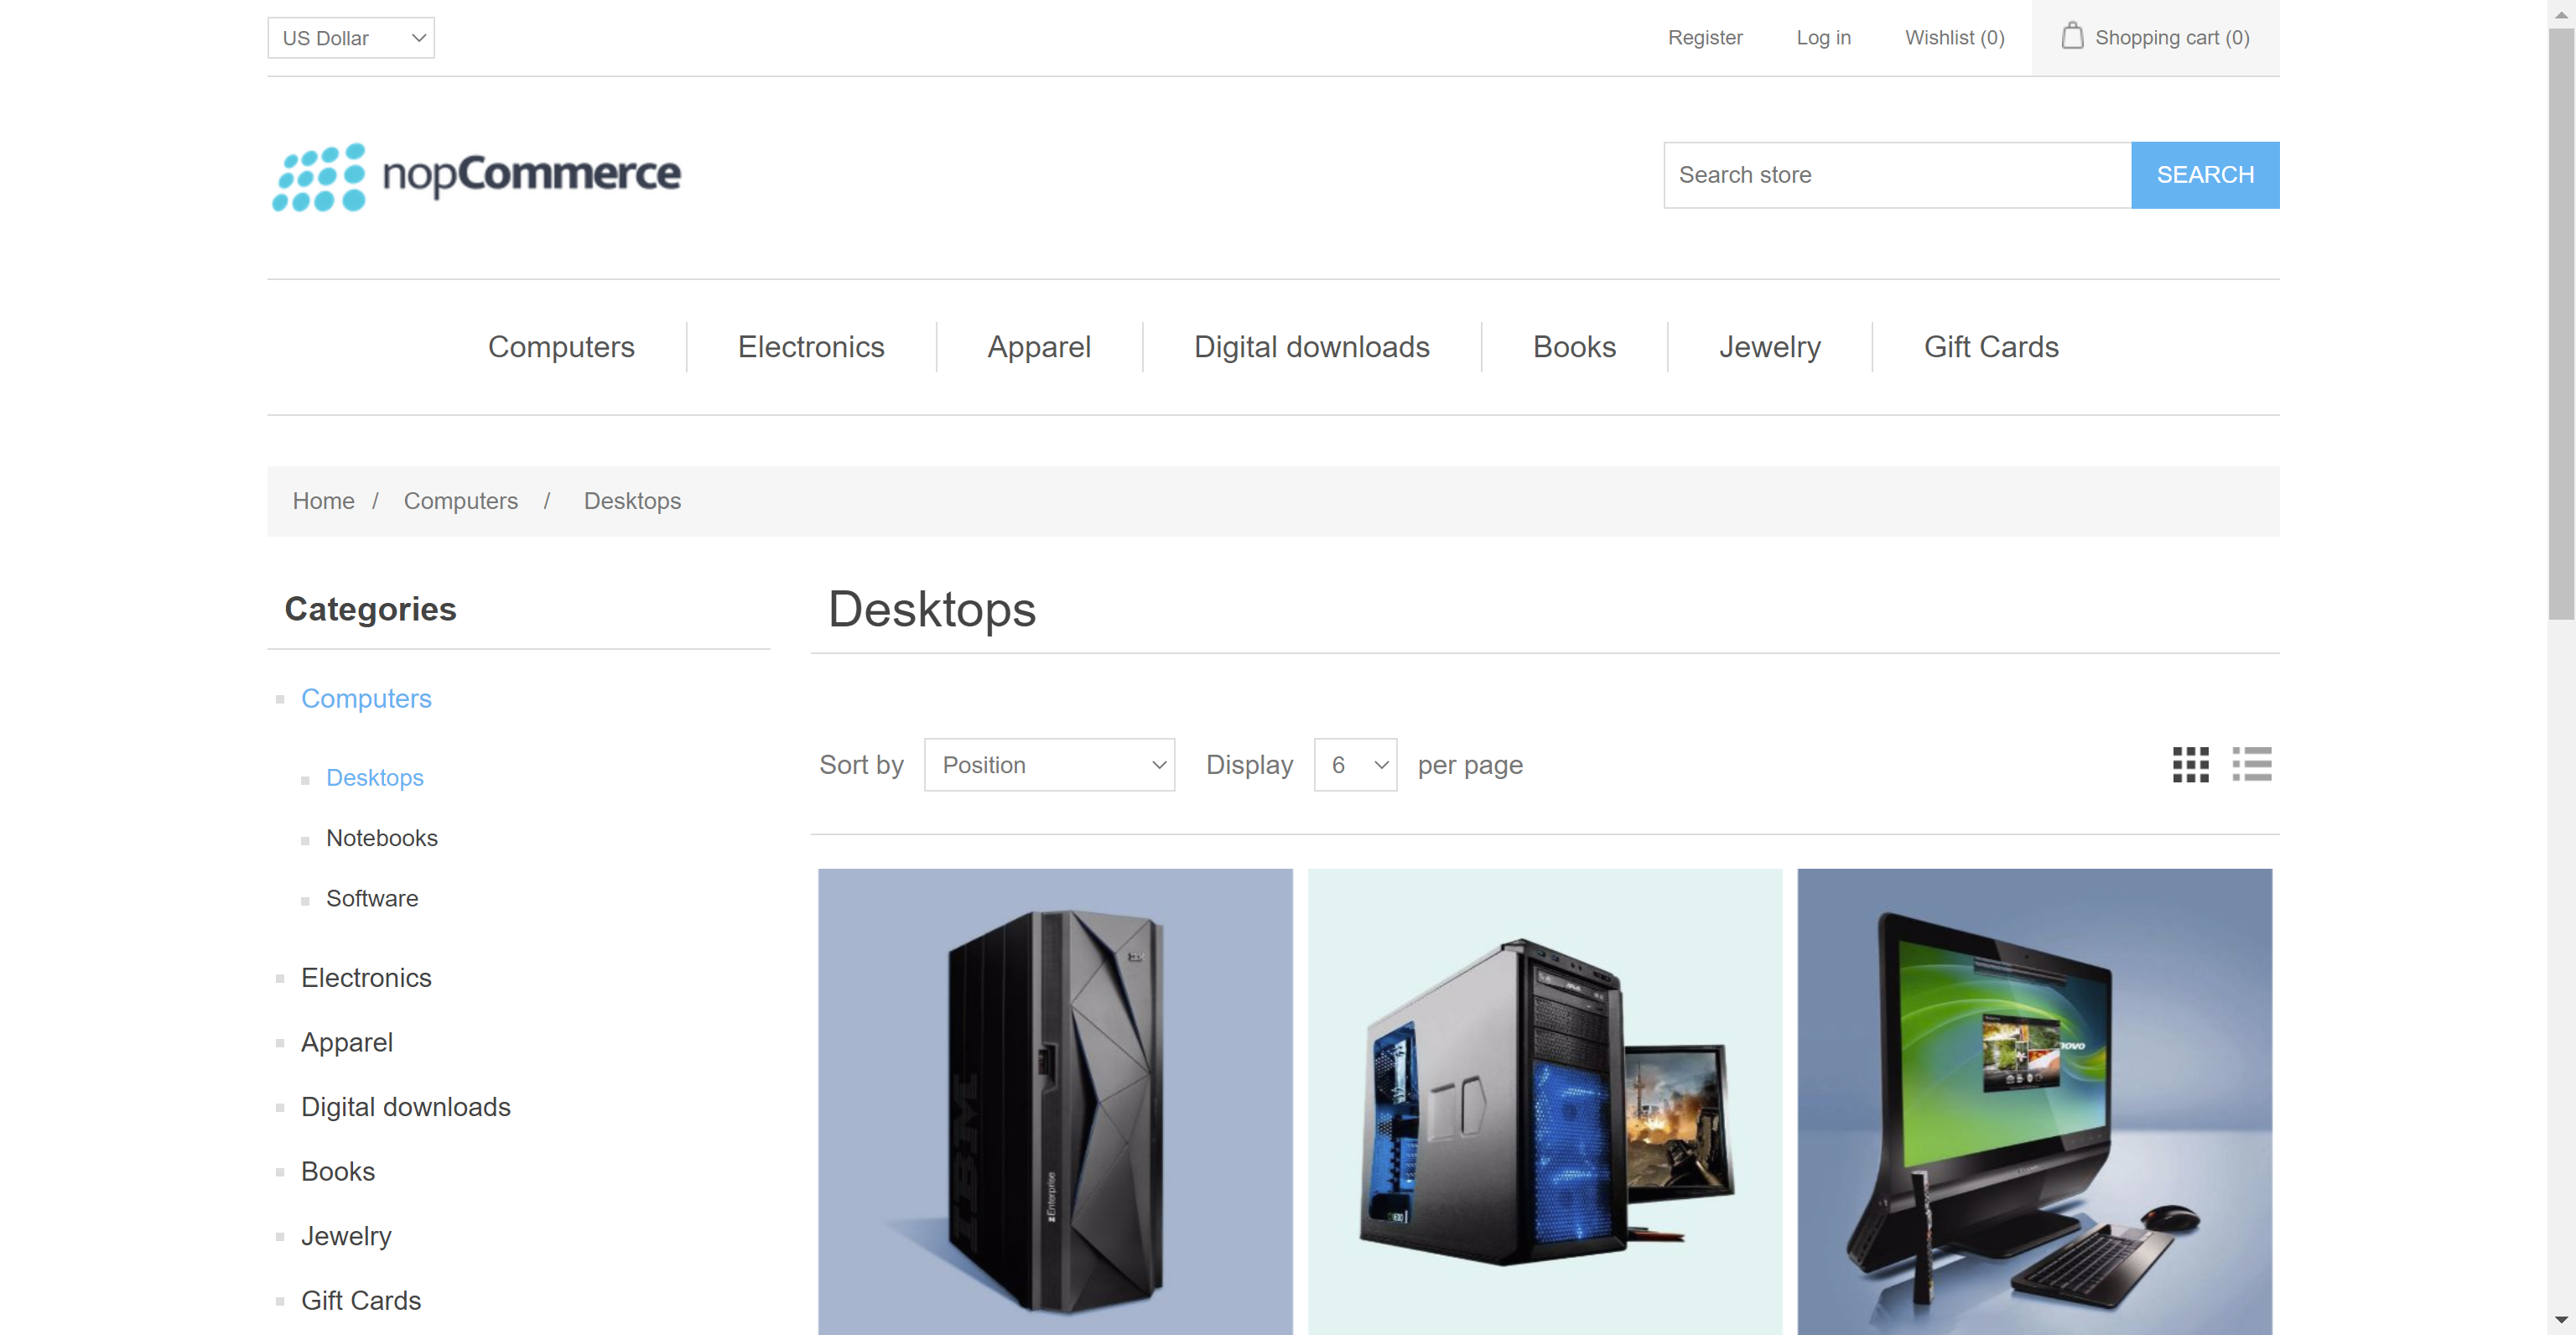 US Dollar
Register Log in Wishlist (0) Shopping cart (0)
nopCommerce
Search store SEARCH
Computers Electronics Apparel Digital downloads Books Jewelry Gift Cards
Home / Computers / Desktops
Categories
Computers
Desktops
Notebooks
Software
Electronics
Apparel
Digital downloads
Books
Jewelry
Gift Cards
Desktops
Sort by Position Display 6 per page
IBM
IBM
zEnterprise